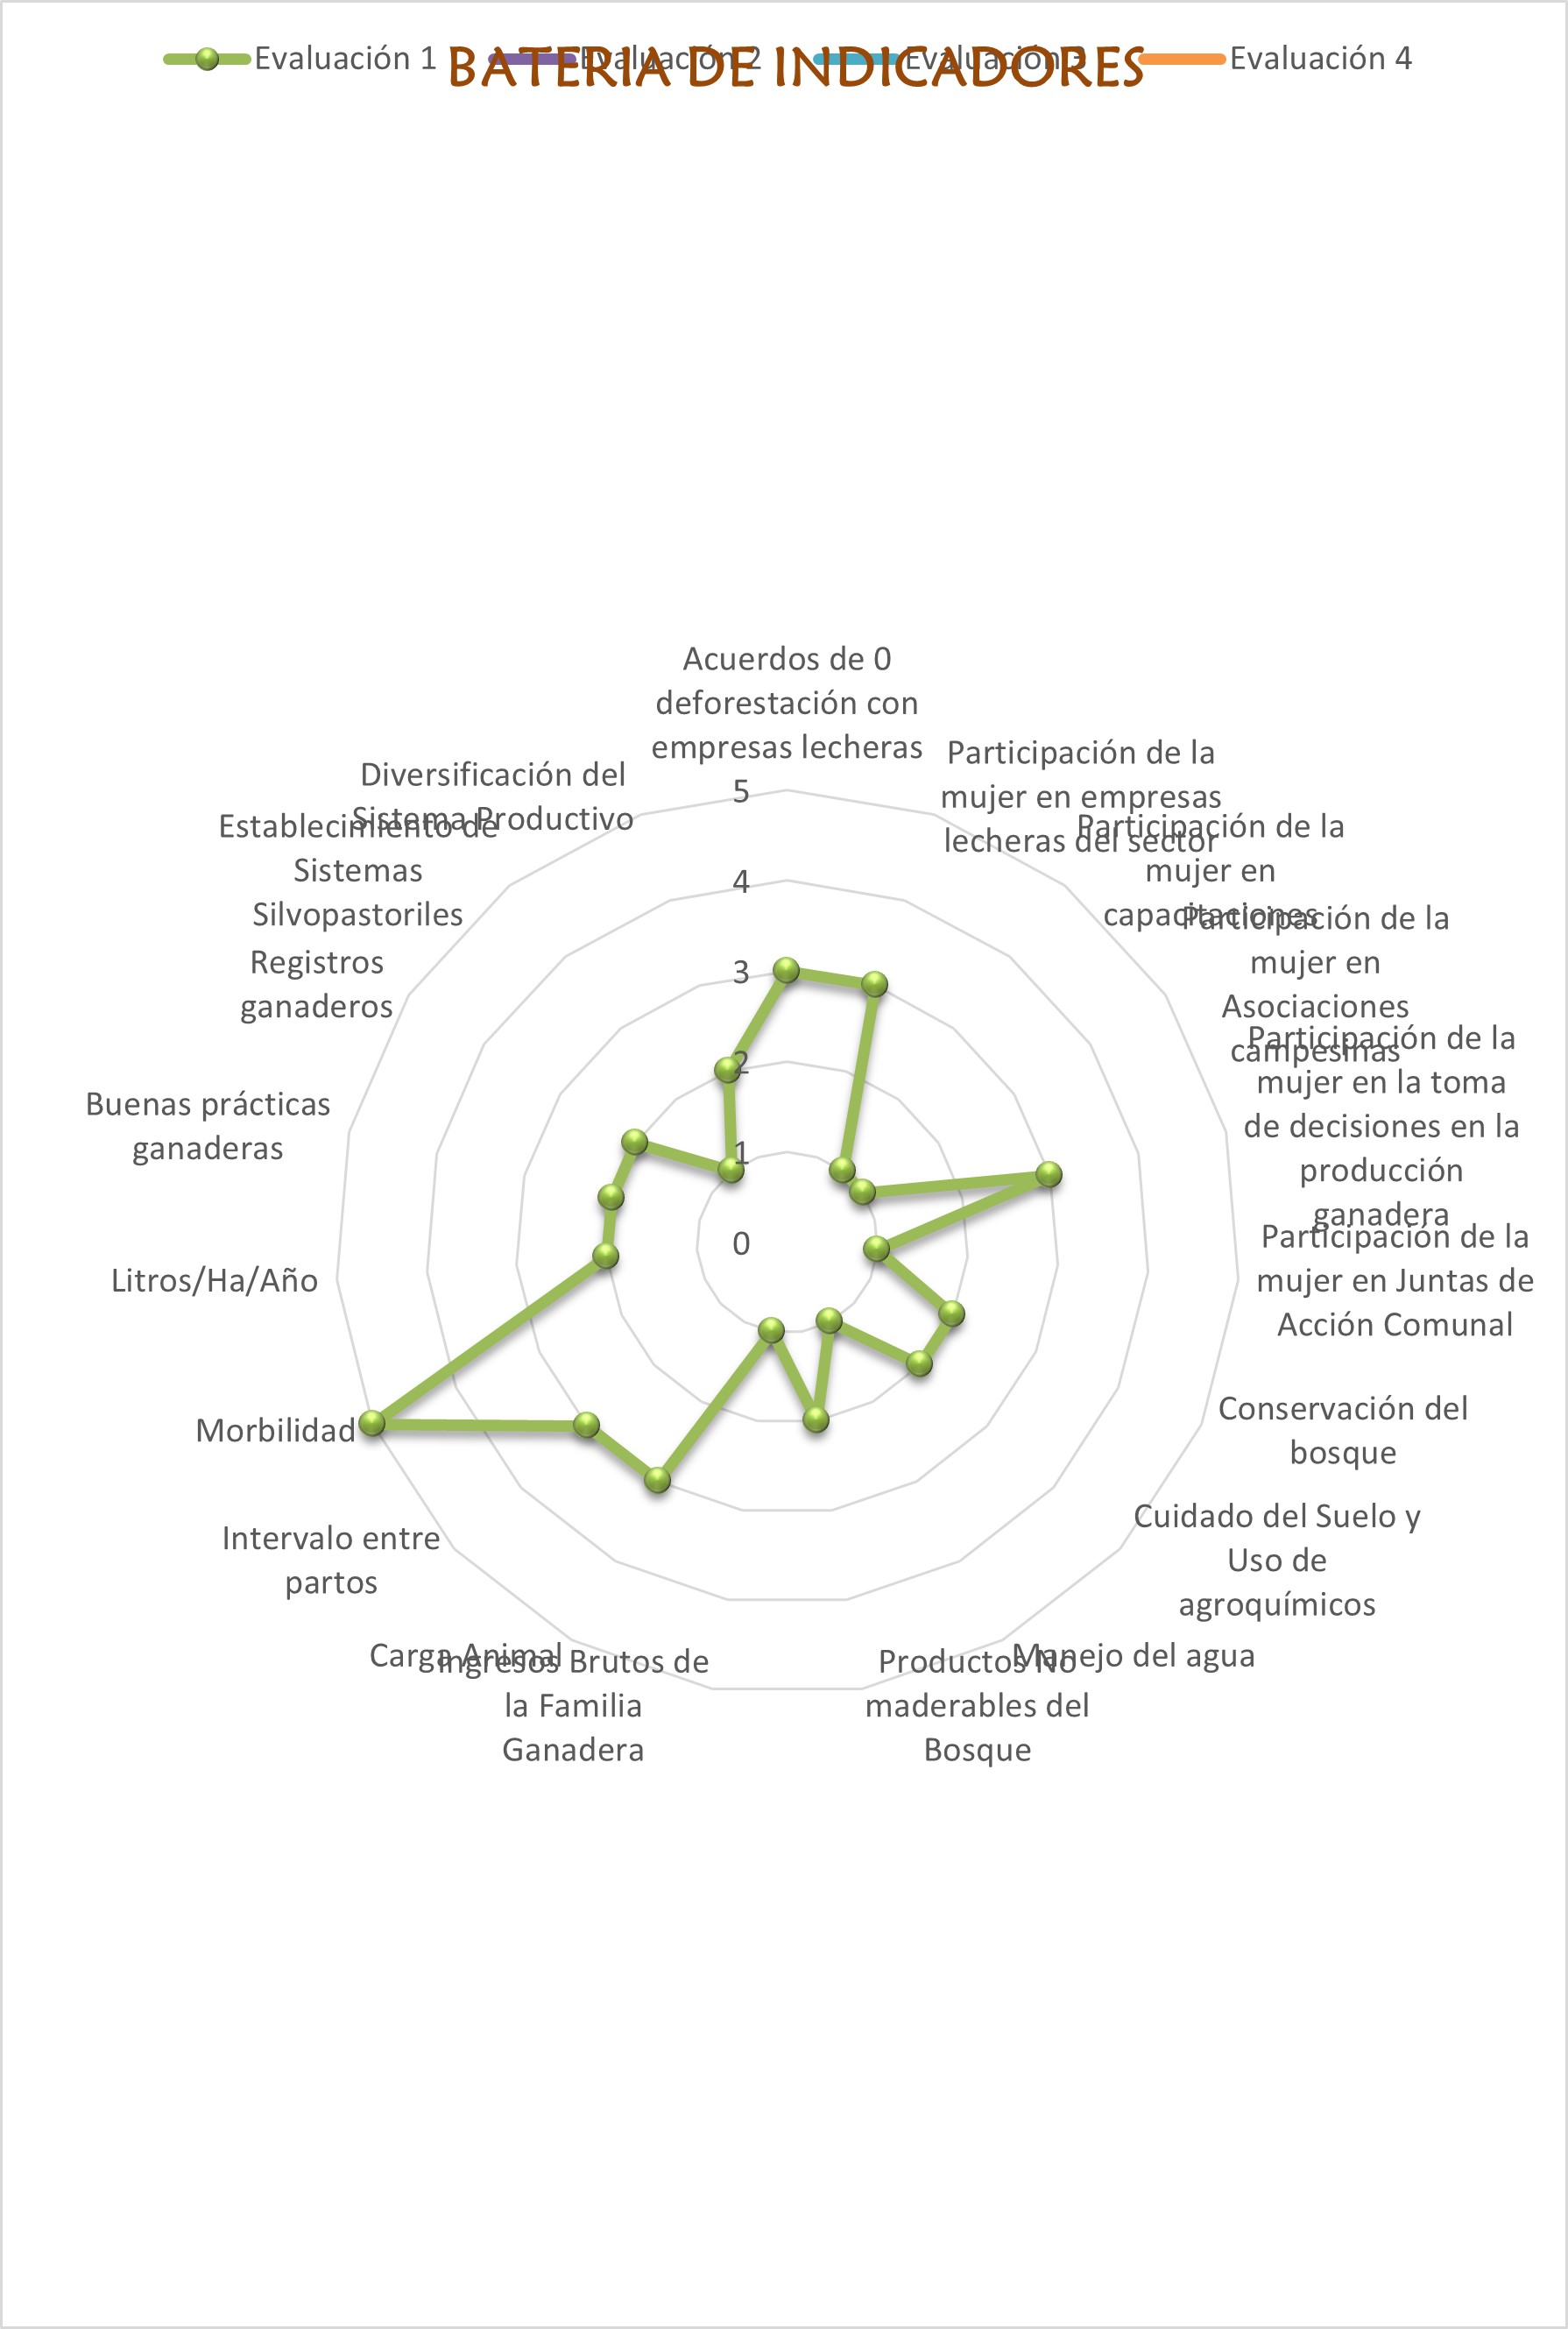 BATERIA DE INDICADORES
Evaluación 1
Evaluación 2
Evaluación 3
Evaluación 4
Acuerdos de 0
deforestación con
empresas lecheras
Participación de la
mujer en empresas
lecheras del sector
Participación de la
mujer en
capacitaciones
Participación de la
mujer en
Asociaciones
campesinas
Participación de la
mujer en la toma
de decisiones en la
producción
ganadera
Participación de la
mujer en Juntas de
Acción Comunal
Conservación del
bosque
Cuidado del Suelo y
Uso de
agroquímicos
Manejo del agua
Productos No
maderables del
Bosque
Ingresos Brutos de
la Familia
Ganadera
Carga Animal
Intervalo entre
partos
Morbilidad
Litros/Ha/Año
Buenas prácticas
ganaderas
Registros
ganaderos
Establecimiento de
Sistemas
Silvopastoriles
Diversificación del
Sistema Productivo
5
4
3
2
1
0